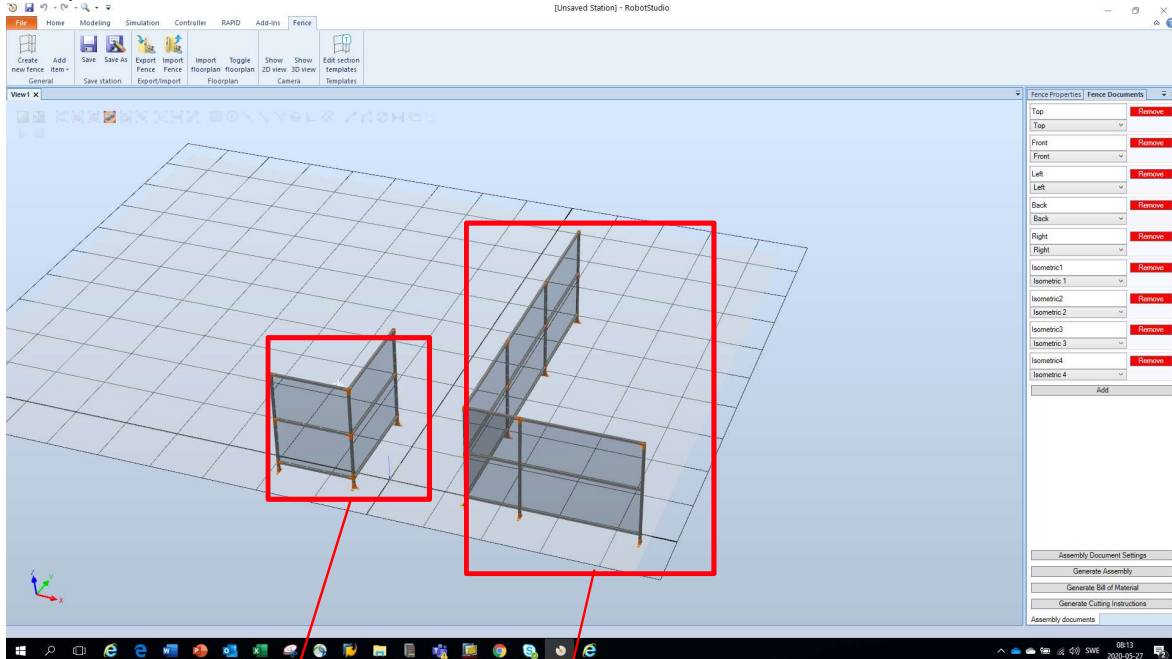 [Unsaved Station] - RobotStudio
File Home Modeling Simulation Controller RAPID Add-Ins Fence
Create new fence
Add item
Save
Save As
Export Fence
Import Fence
Import floorplan
Toggle floorplan
Show 2D view
Show 3D view
Edit section templates
General Save station Export/Import Floorplan Camera Templates
View1 X
Fence Properties Fence Documents
Top Remove
Top
Front Remove
Front
Left Remove
Left
Back Remove
Back
Right Remove
Right
Isometric1 Remove
Isometric 1
Isometric2 Remove
Isometric 2
Isometric3 Remove
Isometric 3
Isometric4 Remove
Isometric 4
Add
Assembly Document Settings
Generate Assembly
Generate Bill of Material
Generate Cutting Instructions
Assembly documents
Z
Y
X
SWE
08:13
2020-05-27
2